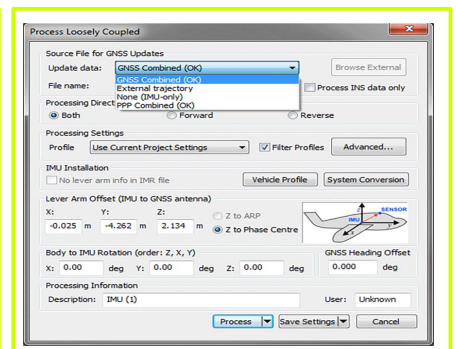 Process Loosely Coupled
Source File for GNSS Updates
Update data: GNSS Combined (OK) Browse External
GNSS Combined (OK)
External trajectory
None (IMU-only)
PPP Combined (OK)
File name: Process INS data only
Processing Direct
Both Forward Reverse
Processing Settings
Profile Use Current Project Settings Filter Profiles Advanced...
IMU Installation
No lever arm info in IMR file Vehicle Profile System Conversion
Lever Arm Offset (IMU to GNSS antenna)
X: Y: Z: Z to ARP
-0.025 m -4.262 m 2.134 m Z to Phase Centre
SENSOR
IMU
z
x y
Body to IMU Rotation (order: Z, X, Y) GNSS Heading Offset
X: 0.00 deg Y: 0.00 deg Z: 0.00 deg 0.000 deg
Processing Information
Description: IMU (1) User: Unknown
Process Save Settings Cancel